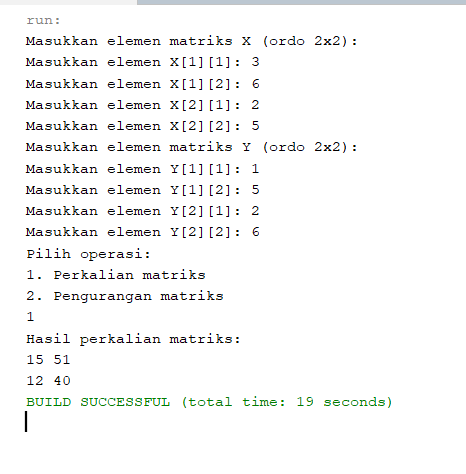 run:
Masukkan elemen matriks X (ordo 2x2):
Masukkan elemen X[1][1]: 3
Masukkan elemen X[1][2]: 6
Masukkan elemen X[2][1]: 2
Masukkan elemen X[2][2]: 5
Masukkan elemen matriks Y (ordo 2x2):
Masukkan elemen Y[1][1]: 1
Masukkan elemen Y[1][2]: 5
Masukkan elemen Y[2][1]: 2
Masukkan elemen Y[2][2]: 6
Pilih operasi:
1. Perkalian matriks
2. Pengurangan matriks
1
Hasil perkalian matriks:
15 51
12 40
BUILD SUCCESSFUL (total time: 19 seconds)